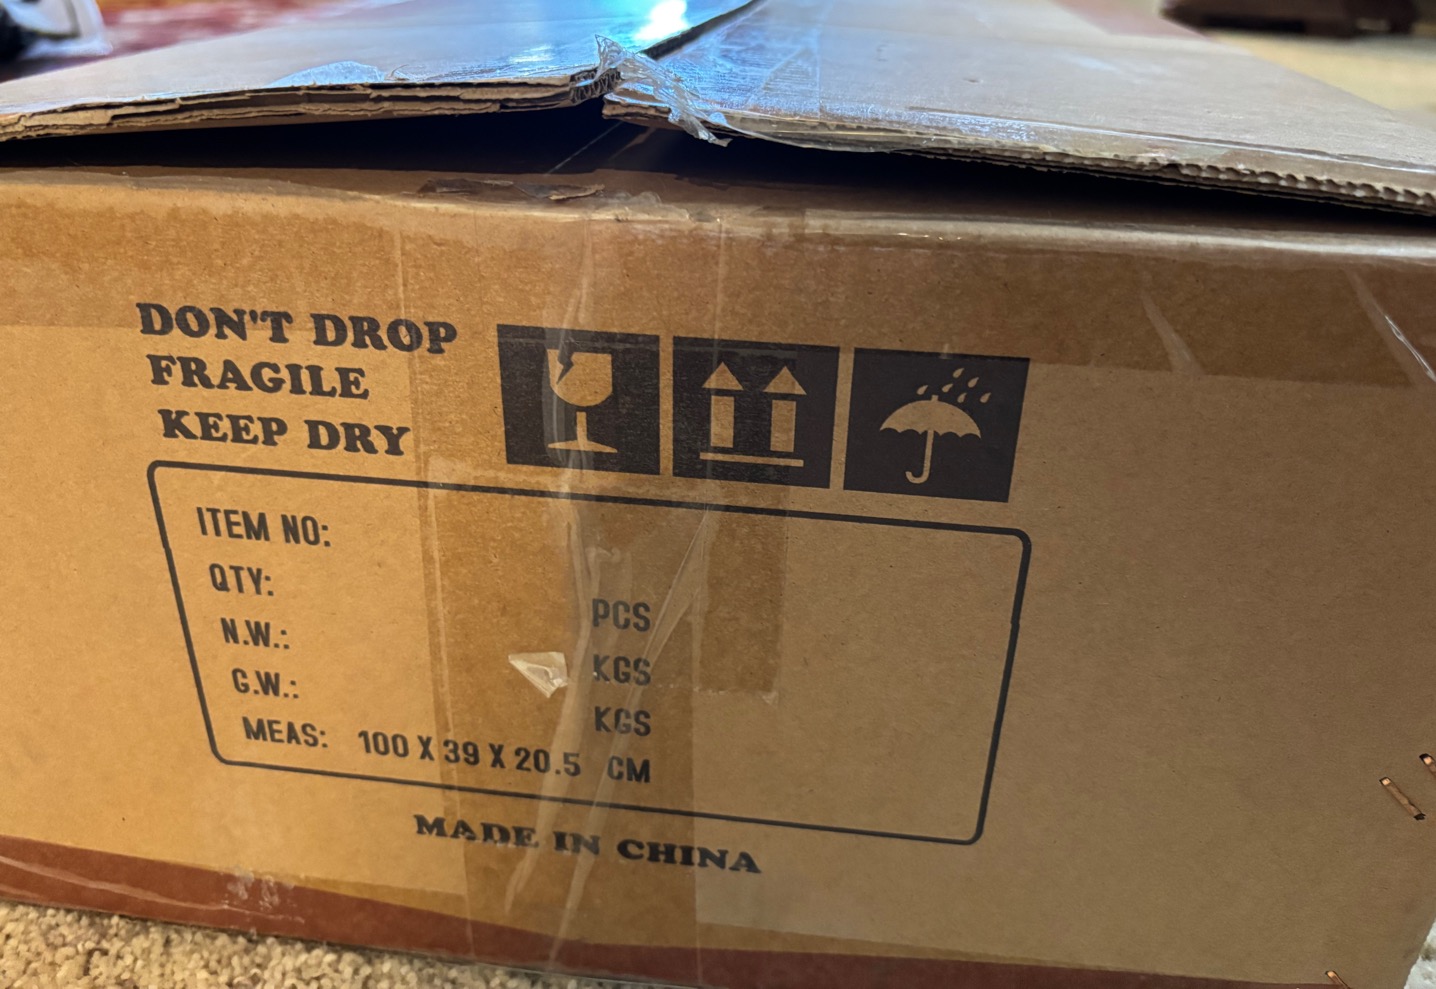 DON'T DROP
FRAGILE
KEEP DRY
ITEM NO:
QTY: PCS
N.W.: KGS
G.W.: KGS
MEAS: 100 X 39 X 20.5 CM
MADE IN CHINA